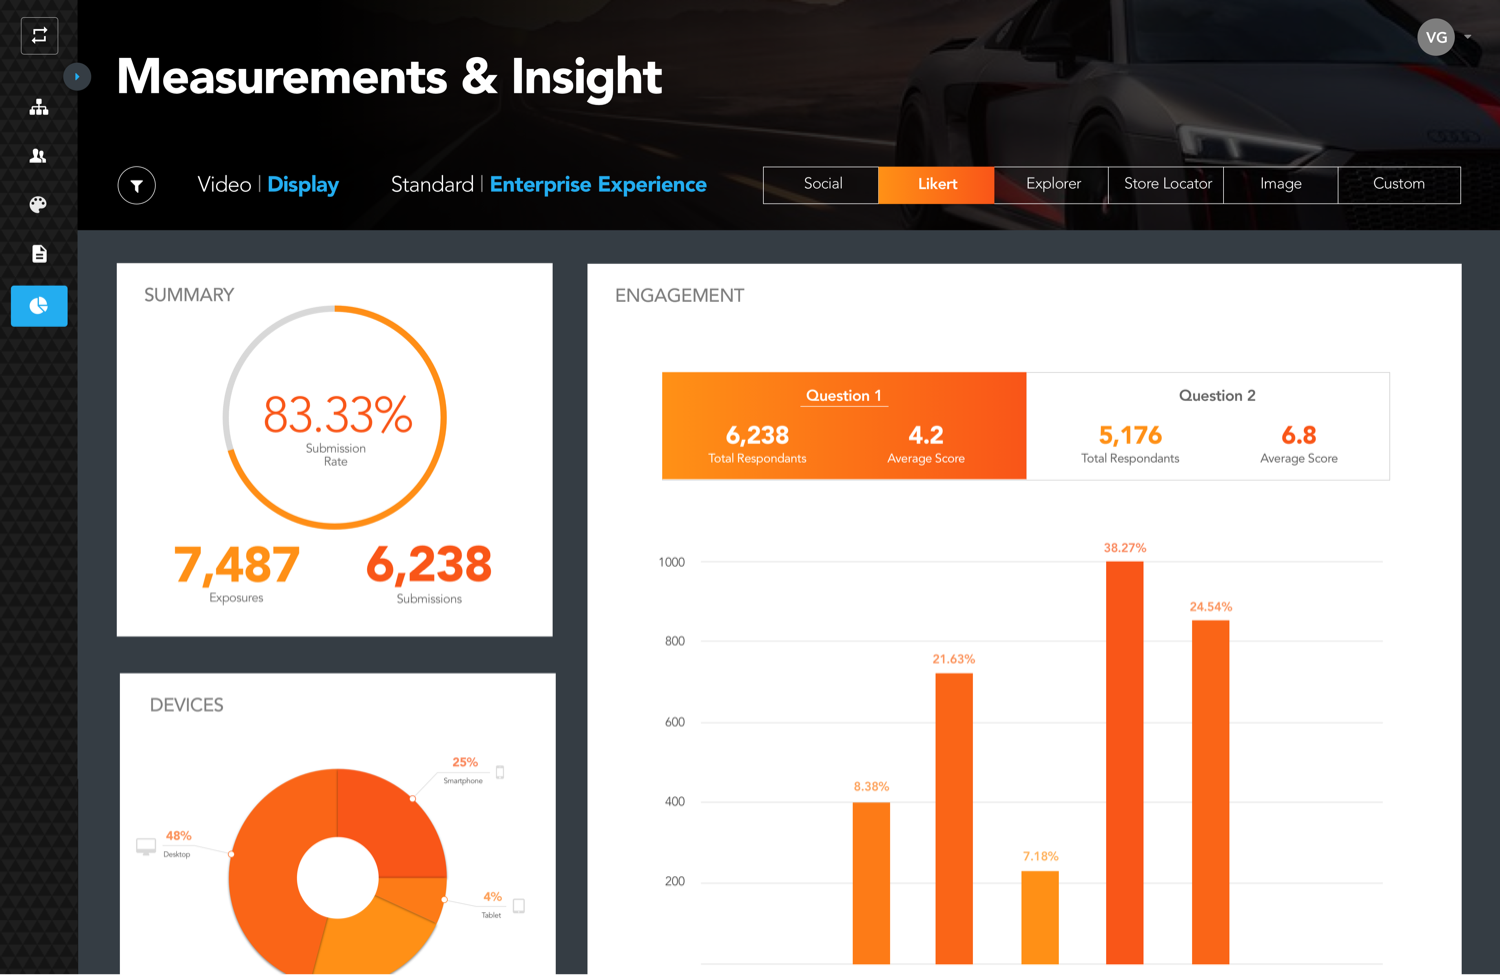 VG
Measurements & Insight
Video | Display
Standard | Enterprise Experience
Social
Likert
Explorer
Store Locator
Image
Custom
SUMMARY
83.33%
Submission
Rate
7,487
Exposures
6,238
Submissions
DEVICES
25%
Smartphone
48%
Desktop
4%
Tablet
ENGAGEMENT
Question 1
6,238
Total Respondants
4.2
Average Score
Question 2
5,176
Total Respondants
6.8
Average Score
1000
800
600
400
200
8.38%
21.63%
7.18%
38.27%
24.54%